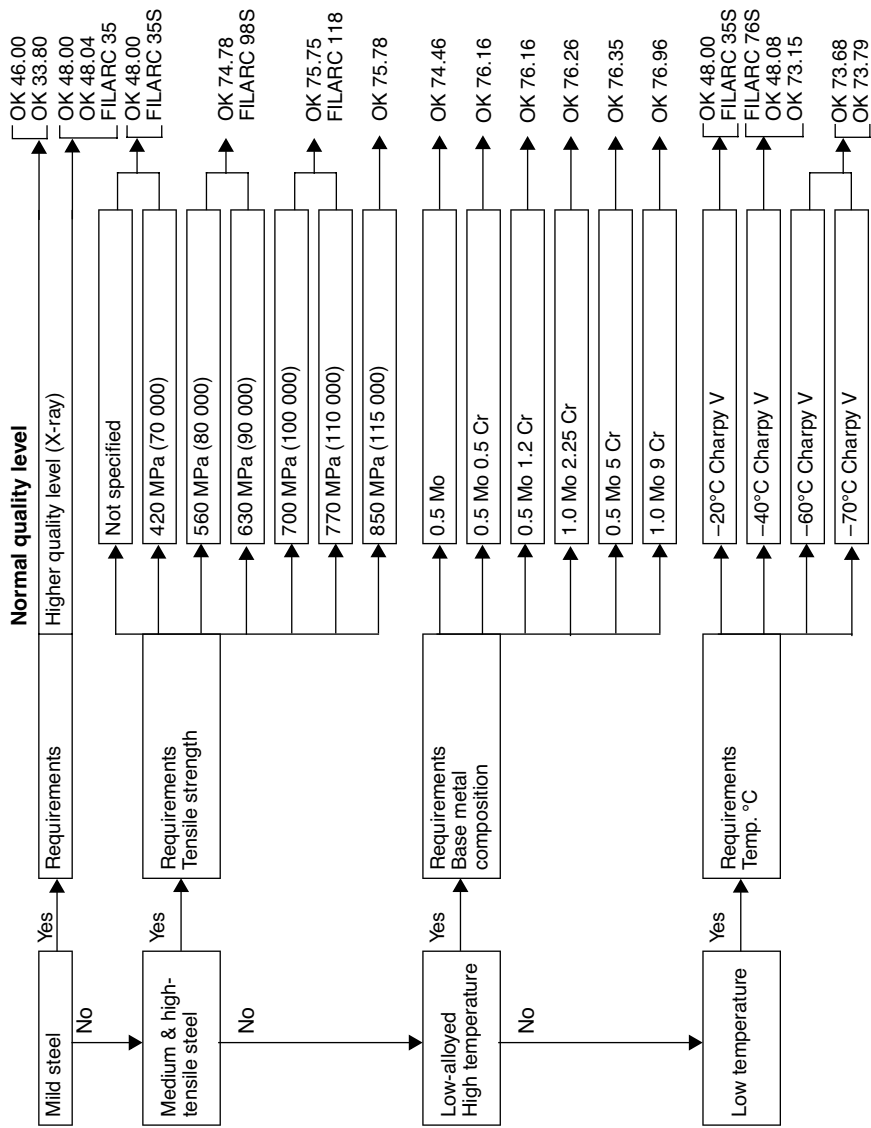 Normal quality level
Mild steel
Yes
Requirements
Higher quality level (X-ray)
OK 46.00
OK 33.80
OK 48.00
OK 48.04
FILARC 35
No
Medium & high-
tensile steel
Yes
Requirements
Tensile strength
Not specified
420 MPa (70 000)
560 MPa (80 000)
630 MPa (90 000)
700 MPa (100 000)
770 MPa (110 000)
850 MPa (115 000)
OK 48.00
FILARC 35S
OK 74.78
FILARC 98S
OK 75.75
FILARC 118
OK 75.78
No
Low-alloyed
High temperature
Yes
Requirements
Base metal
composition
0.5 Mo
0.5 Mo 0.5 Cr
0.5 Mo 1.2 Cr
1.0 Mo 2.25 Cr
0.5 Mo 5 Cr
1.0 Mo 9 Cr
OK 74.46
OK 76.16
OK 76.16
OK 76.26
OK 76.35
OK 76.96
No
Low temperature
Yes
Requirements
Temp. °C
–20°C Charpy V
–40°C Charpy V
–60°C Charpy V
–70°C Charpy V
OK 48.00
FILARC 35S
FILARC 76S
OK 48.08
OK 73.15
OK 73.68
OK 73.79